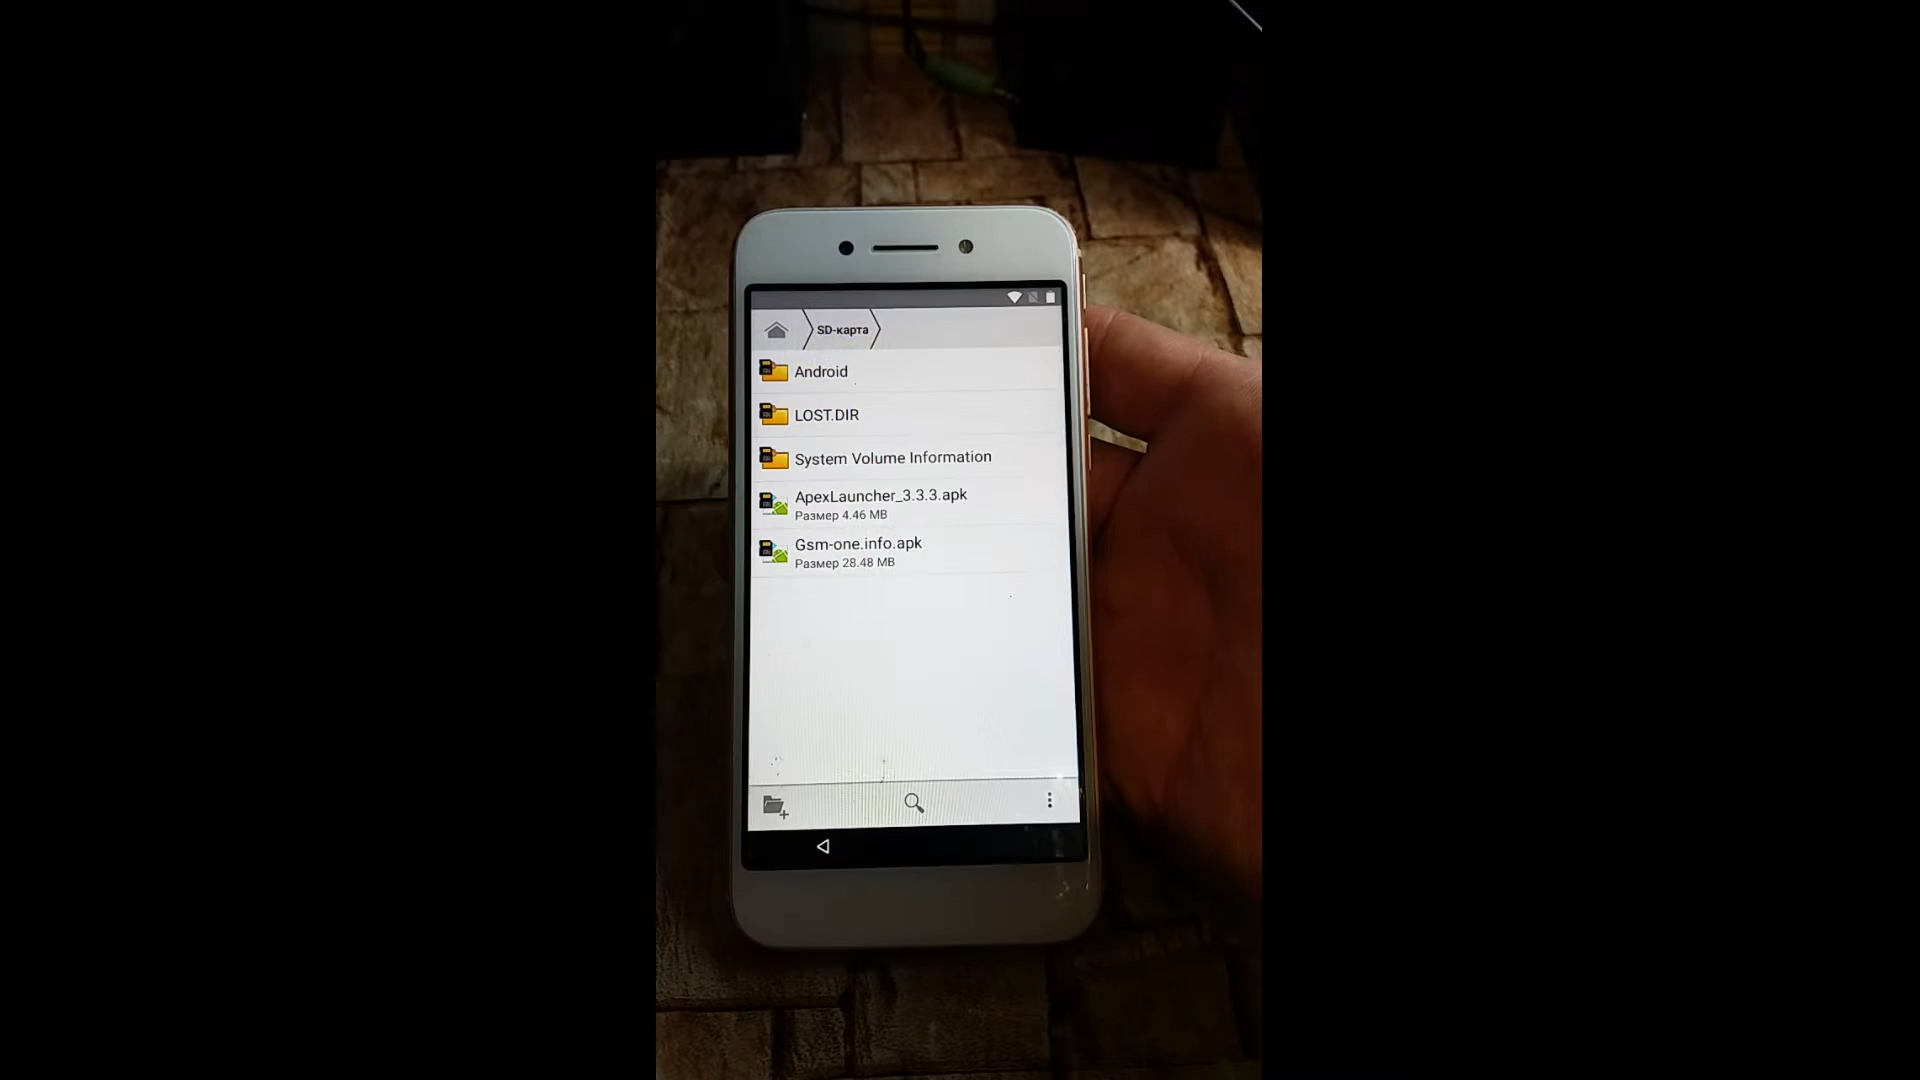 SD-карта
Android
LOST.DIR
System Volume Information
ApexLauncher_3.3.3.apk
Размер 4.46 MB
Gsm-one.info.apk
Размер 28.48 MB